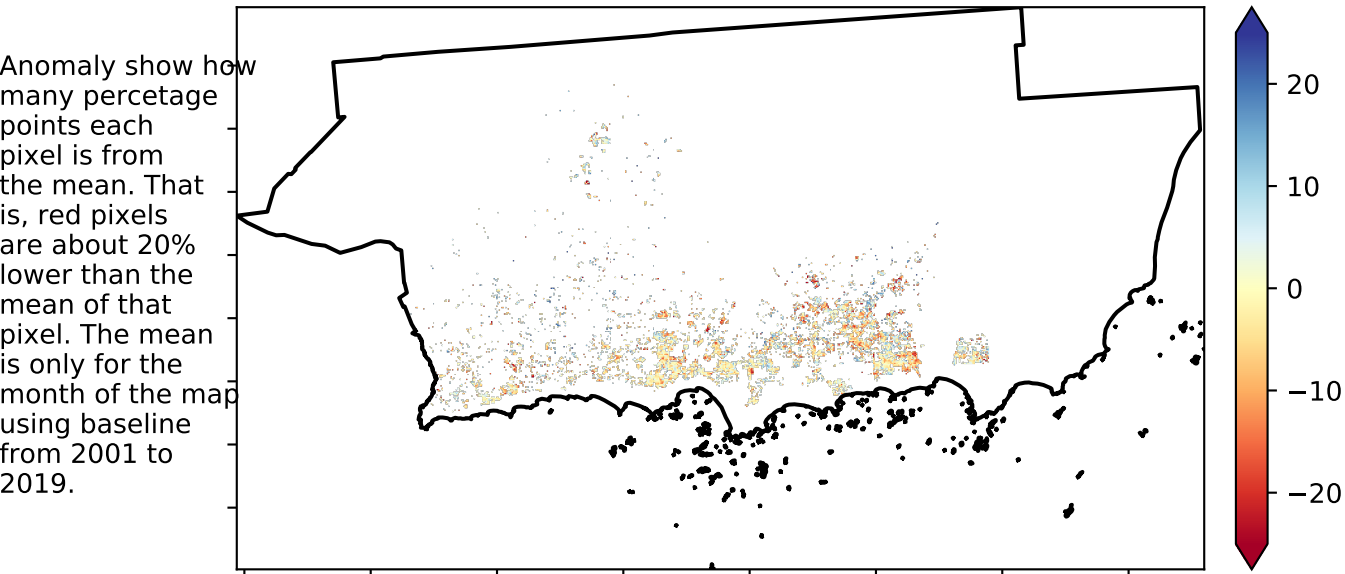 Anomaly show how
many percetage
points each
pixel is from
the mean. That
is, red pixels
are about 20%
lower than the
mean of that
pixel. The mean
is only for the
month of the map
using baseline
from 2001 to
2019.
20
10
0
−10
−20